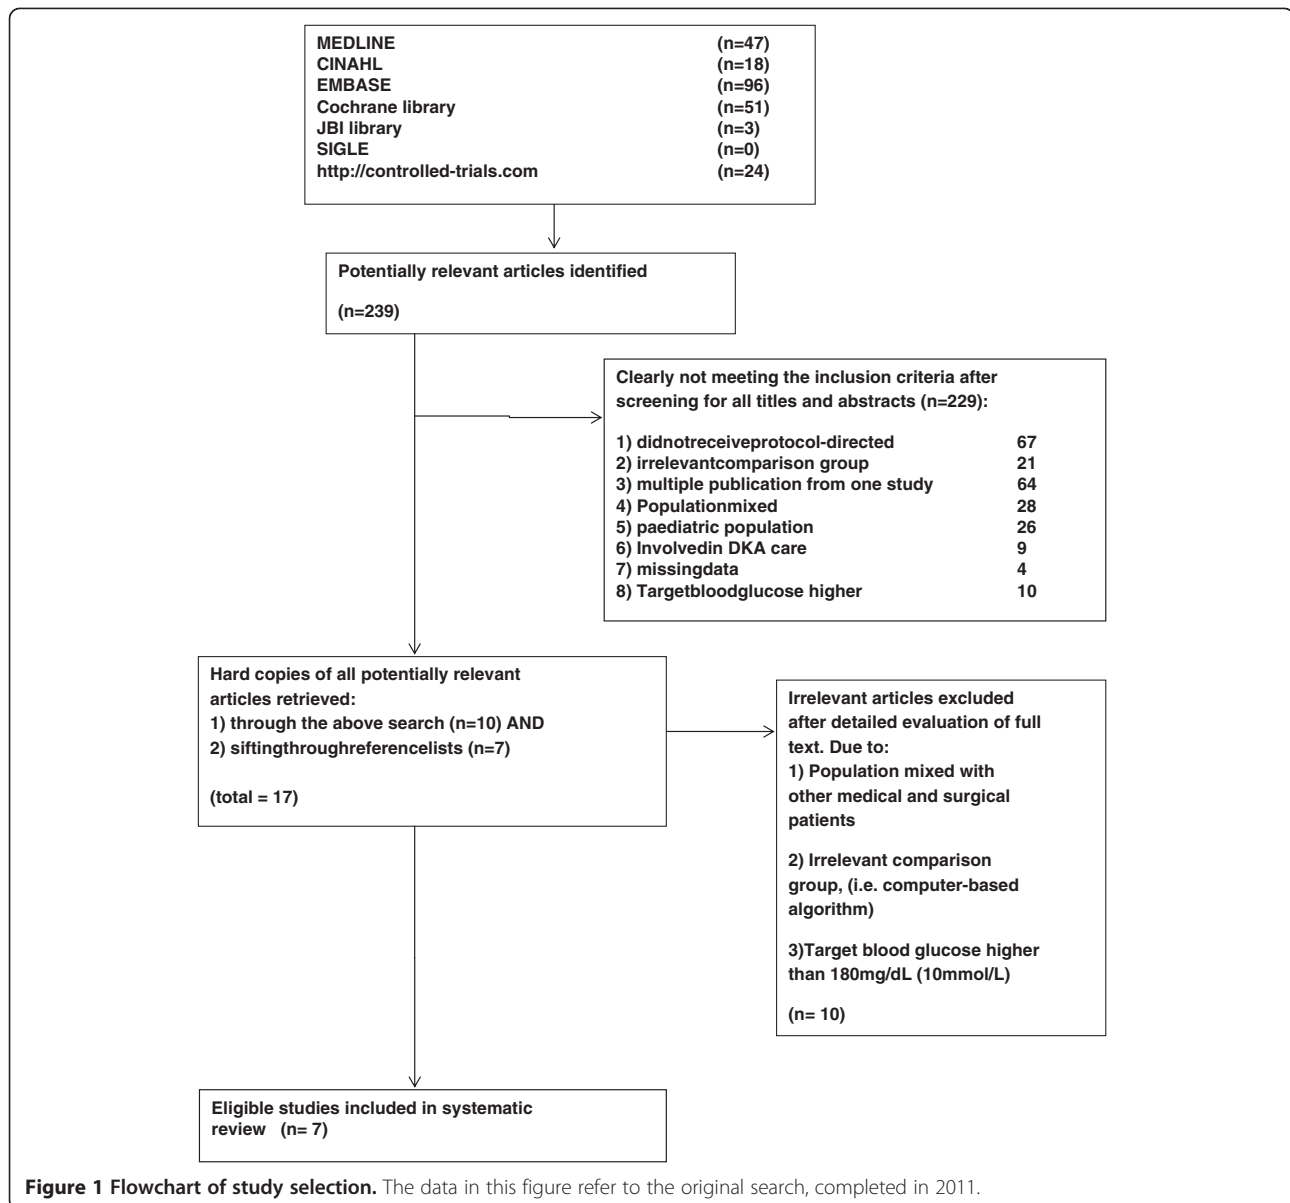 MEDLINE (n=47)
CINAHL (n=18)
EMBASE (n=96)
Cochrane library (n=51)
JBI library (n=3)
SIGLE (n=0)
http://controlled-trials.com (n=24)
Potentially relevant articles identified
(n=239)
Clearly not meeting the inclusion criteria after
screening for all titles and abstracts (n=229):
1) didnotreceiveprotocol-directed 67
2) irrelevantcomparison group 21
3) multiple publication from one study 64
4) Populationmixed 28
5) paediatric population 26
6) Involvedin DKA care 9
7) missingdata 4
8) Targetbloodglucose higher 10
Hard copies of all potentially relevant
articles retrieved:
1) through the above search (n=10) AND
2) siftingthroughreferencelists (n=7)
(total = 17)
Irrelevant articles excluded
after detailed evaluation of full
text. Due to:
1) Population mixed with
other medical and surgical
patients
2) Irrelevant comparison
group, (i.e. computer-based
algorithm)
3)Target blood glucose higher
than 180mg/dL (10mmol/L)
(n= 10)
Eligible studies included in systematic
review (n= 7)
Figure 1 Flowchart of study selection. The data in this figure refer to the original search, completed in 2011.